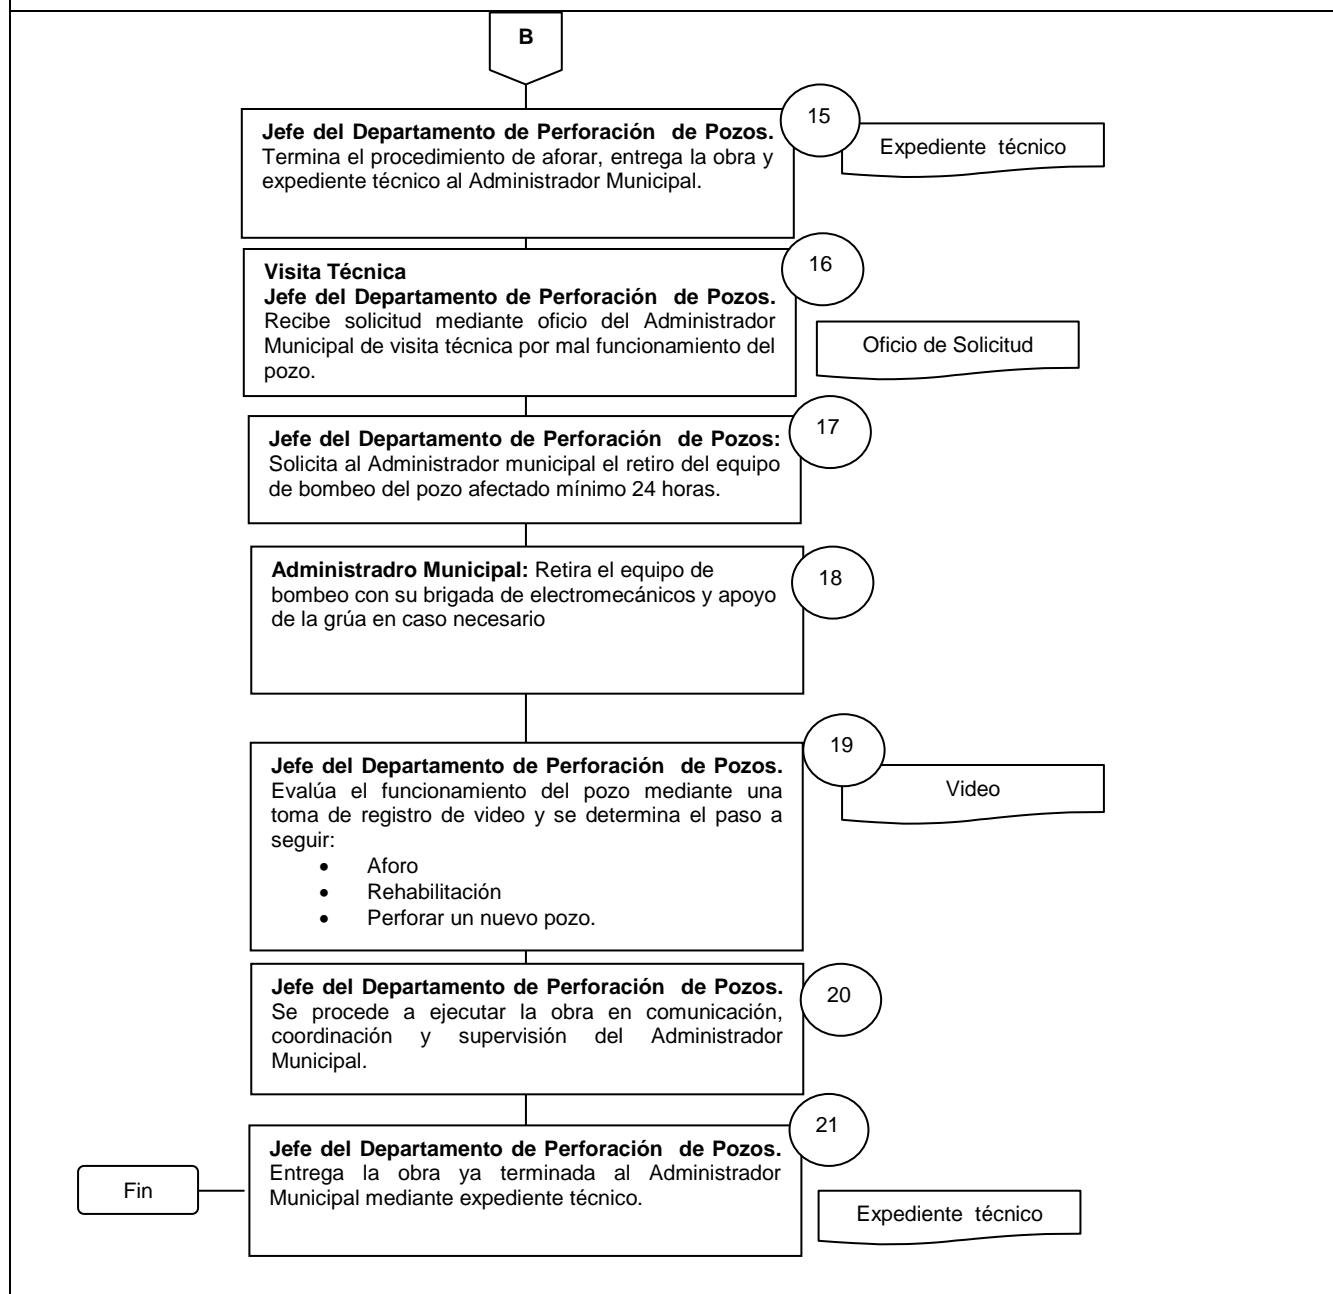 B
Jefe del Departamento de Perforación de Pozos.
Termina el procedimiento de aforar, entrega la obra y
expediente técnico al Administrador Municipal.
15
Expediente técnico
Visita Técnica
Jefe del Departamento de Perforación de Pozos.
Recibe solicitud mediante oficio del Administrador
Municipal de visita técnica por mal funcionamiento del
pozo.
16
Oficio de Solicitud
Jefe del Departamento de Perforación de Pozos:
Solicita al Administrador municipal el retiro del equipo
de bombeo del pozo afectado mínimo 24 horas.
17
Administradro Municipal: Retira el equipo de
bombeo con su brigada de electromecánicos y apoyo
de la grúa en caso necesario
18
Jefe del Departamento de Perforación de Pozos.
Evalúa el funcionamiento del pozo mediante una
toma de registro de video y se determina el paso a
seguir:
• Aforo
• Rehabilitación
• Perforar un nuevo pozo.
19
Video
Jefe del Departamento de Perforación de Pozos.
Se procede a ejecutar la obra en comunicación,
coordinación y supervisión del Administrador
Municipal.
20
Jefe del Departamento de Perforación de Pozos.
Entrega la obra ya terminada al Administrador
Municipal mediante expediente técnico.
21
Fin
Expediente técnico